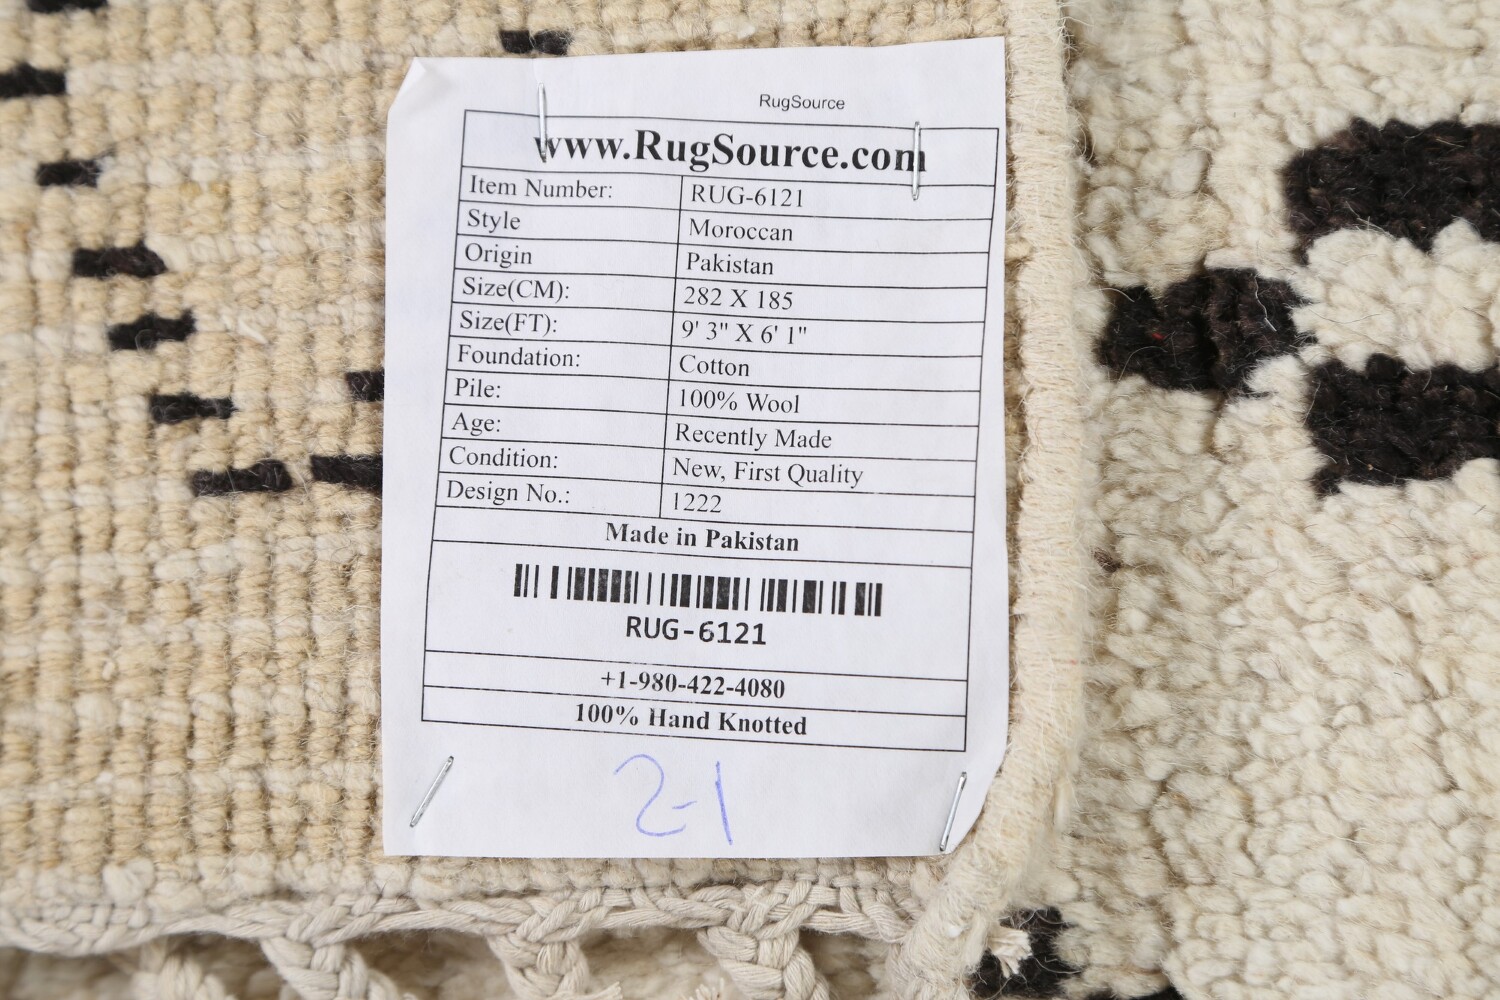 RugSource
www.RugSource.com
Item Number: RUG-6121
Style Moroccan
Origin Pakistan
Size(CM): 282 X 185
Size(FT): 9' 3" X 6' 1"
Foundation: Cotton
Pile: 100% Wool
Age: Recently Made
Condition: New, First Quality
Design No.: 1222
Made in Pakistan
RUG-6121
+1-980-422-4080
100% Hand Knotted
2-1